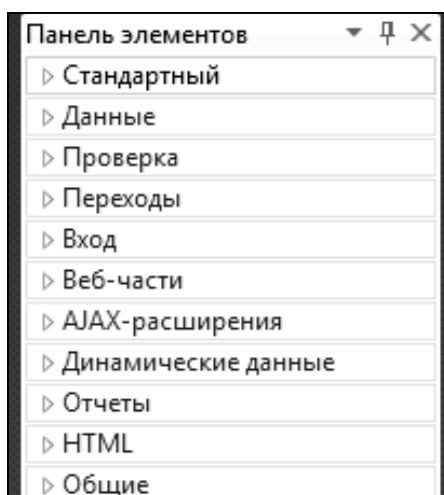 Панель элементов
Стандартный
Данные
Проверка
Переходы
Вход
Веб-части
AJAX-расширения
Динамические данные
Отчеты
HTML
Общие